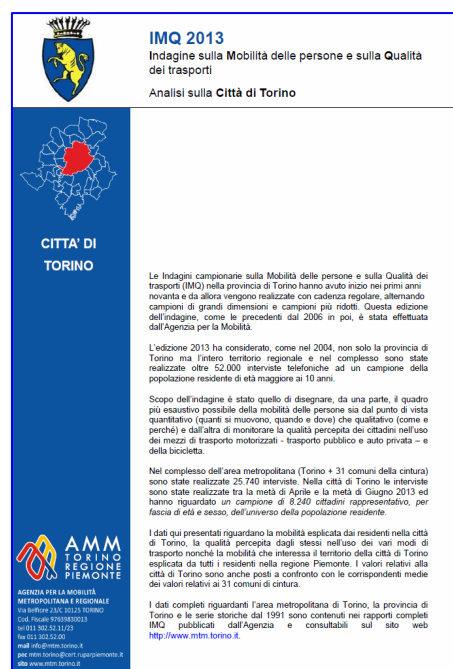 IMQ 2013
Indagine sulla Mobilità delle persone e sulla Qualità
dei trasporti
Analisi sulla Città di Torino
CITTA' DI
TORINO
Le Indagini campionarie sulla Mobilità delle persone e sulla Qualità dei
trasporti (IMQ) nella provincia di Torino hanno avuto inizio nei primi anni
novanta e da allora vengono realizzate con cadenza regolare, alternando
campioni di grandi dimensioni e campioni più ridotti. Questa edizione
dell'indagine, come le precedenti dal 2006 in poi, è stata effettuata
dall'Agenzia per la Mobilità.
L'edizione 2013 ha considerato, come nel 2004, non solo la provincia di
Torino ma l'intero territorio regionale e nel complesso sono state
realizzate oltre 52.000 interviste telefoniche ad un campione della
popolazione residente di età maggiore ai 10 anni.
Scopo dell'indagine è stato quello di disegnare, da una parte, il quadro
più esaustivo possibile della mobilità delle persone sia dal punto di vista
quantitativo (quanti si muovono, quando e dove) che qualitativo (come e
perché) e dall'altra di monitorare la qualità percepita dei cittadini nell'uso
dei mezzi di trasporto motorizzati - trasporto pubblico e auto privata – e
della bicicletta.
Nel complesso dell'area metropolitana (Torino + 31 comuni della cintura)
sono state realizzate 25.740 interviste. Nella città di Torino le interviste
sono state realizzate tra la metà di Aprile e la metà di Giugno 2013 ed
hanno riguardato un campione di 8.240 cittadini rappresentativo, per
fascia di età e sesso, dell'universo della popolazione residente.
I dati qui presentati riguardano la mobilità esplicata dai residenti nella città
di Torino, la qualità percepita dagli stessi nell'uso dei vari modi di
trasporto nonché la mobilità che interessa il territorio della città di Torino
esplicata da tutti i residenti nella regione Piemonte. I valori relativi alla
città di Torino sono anche posti a confronto con le corrispondenti medie
dei valori relativi ai 31 comuni di cintura.
I dati completi riguardanti l'area metropolitana di Torino, la provincia di
Torino e le serie storiche dal 1991 sono contenuti nei rapporti completi
IMQ pubblicati dall'Agenzia e consultabili sul sito web
http://www.mtm.torino.it.
AMM
TORINO
REGIONE
PIEMONTE
AGENZIA PER LA MOBILITÀ
METROPOLITANA E REGIONALE
Via Belfiore 23/C 10125 TORINO
Cod. Fiscale 97639830013
tel 011 302.52.11/23
fax 011 302.52.00
mail info@mtm.torino.it
pec mtm.torino@cert.ruparpiemonte.it
sito www.mtm.torino.it